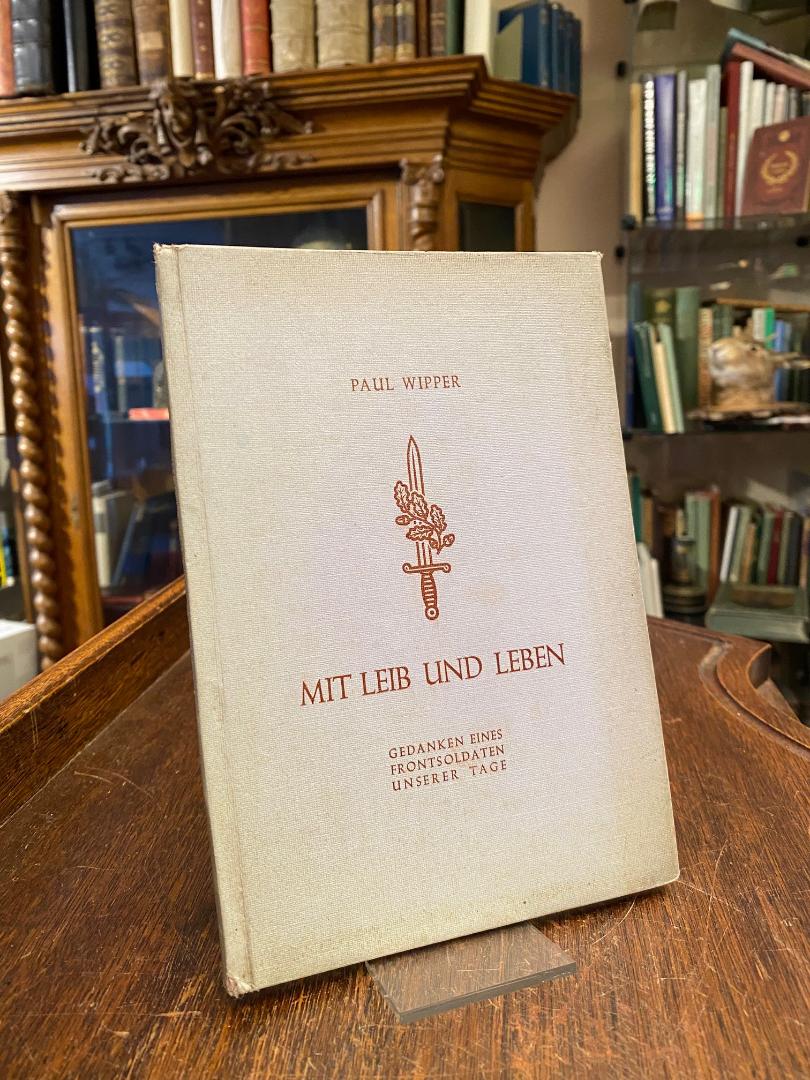 PAUL WIPPER
MIT LEIB UND LEBEN
GEDANKEN EINES
FRONTSOLDATEN
UNSERER TAGE